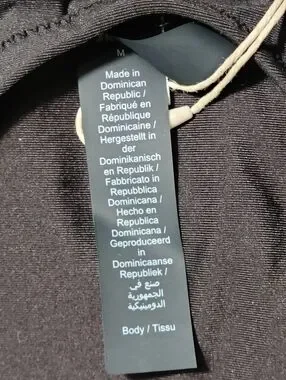 M
Made in
Dominican
Republic /
Fabriqué en
République
Dominicaine /
Hergestellt in
der
Dominikanisch
en Republik /
Fabbricato in
Repubblica
Dominicana /
Hecho en
Republica
Dominicana /
Geproduceerd
in
Dominicaanse
Republiek /
صنع في
الجمهورية
الدومينيكية
Body / Tissu